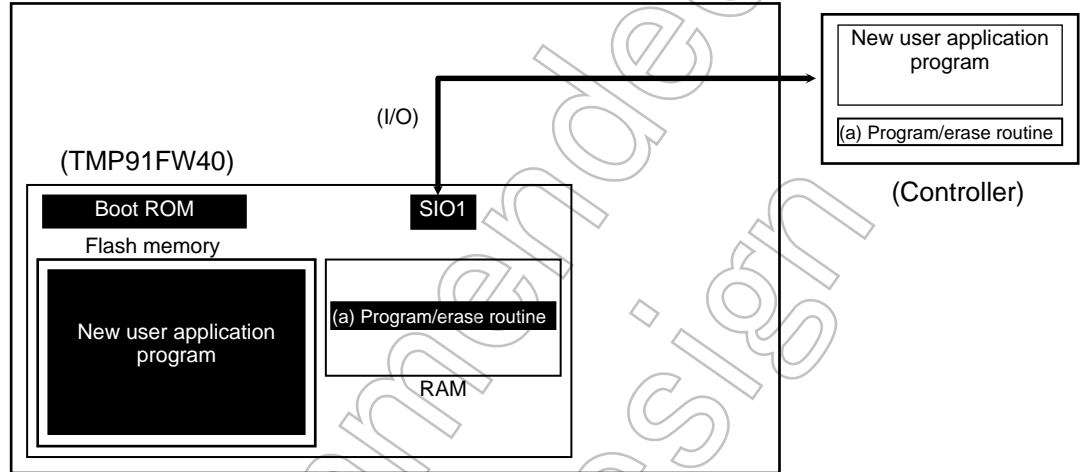 New user application
program
(I/O)
(a) Program/erase routine
(TMP91FW40)
(Controller)
Boot ROM
SIO1
Flash memory
New user application
program
(a) Program/erase routine
RAM